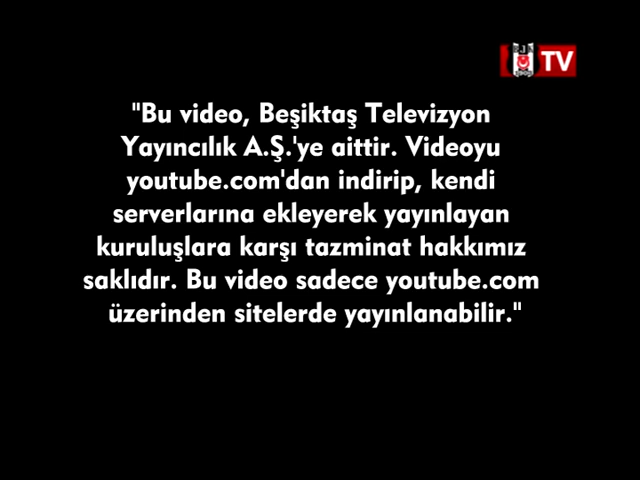 TV
"Bu video, Beşiktaş Televizyon
Yayıncılık A.Ş.'ye aittir. Videoyu
youtube.com'dan indirip, kendi
serverlarına ekleyerek yayınlayan
kuruluşlara karşı tazminat hakkımız
saklıdır. Bu video sadece youtube.com
üzerinden sitelerde yayınlanabilir."